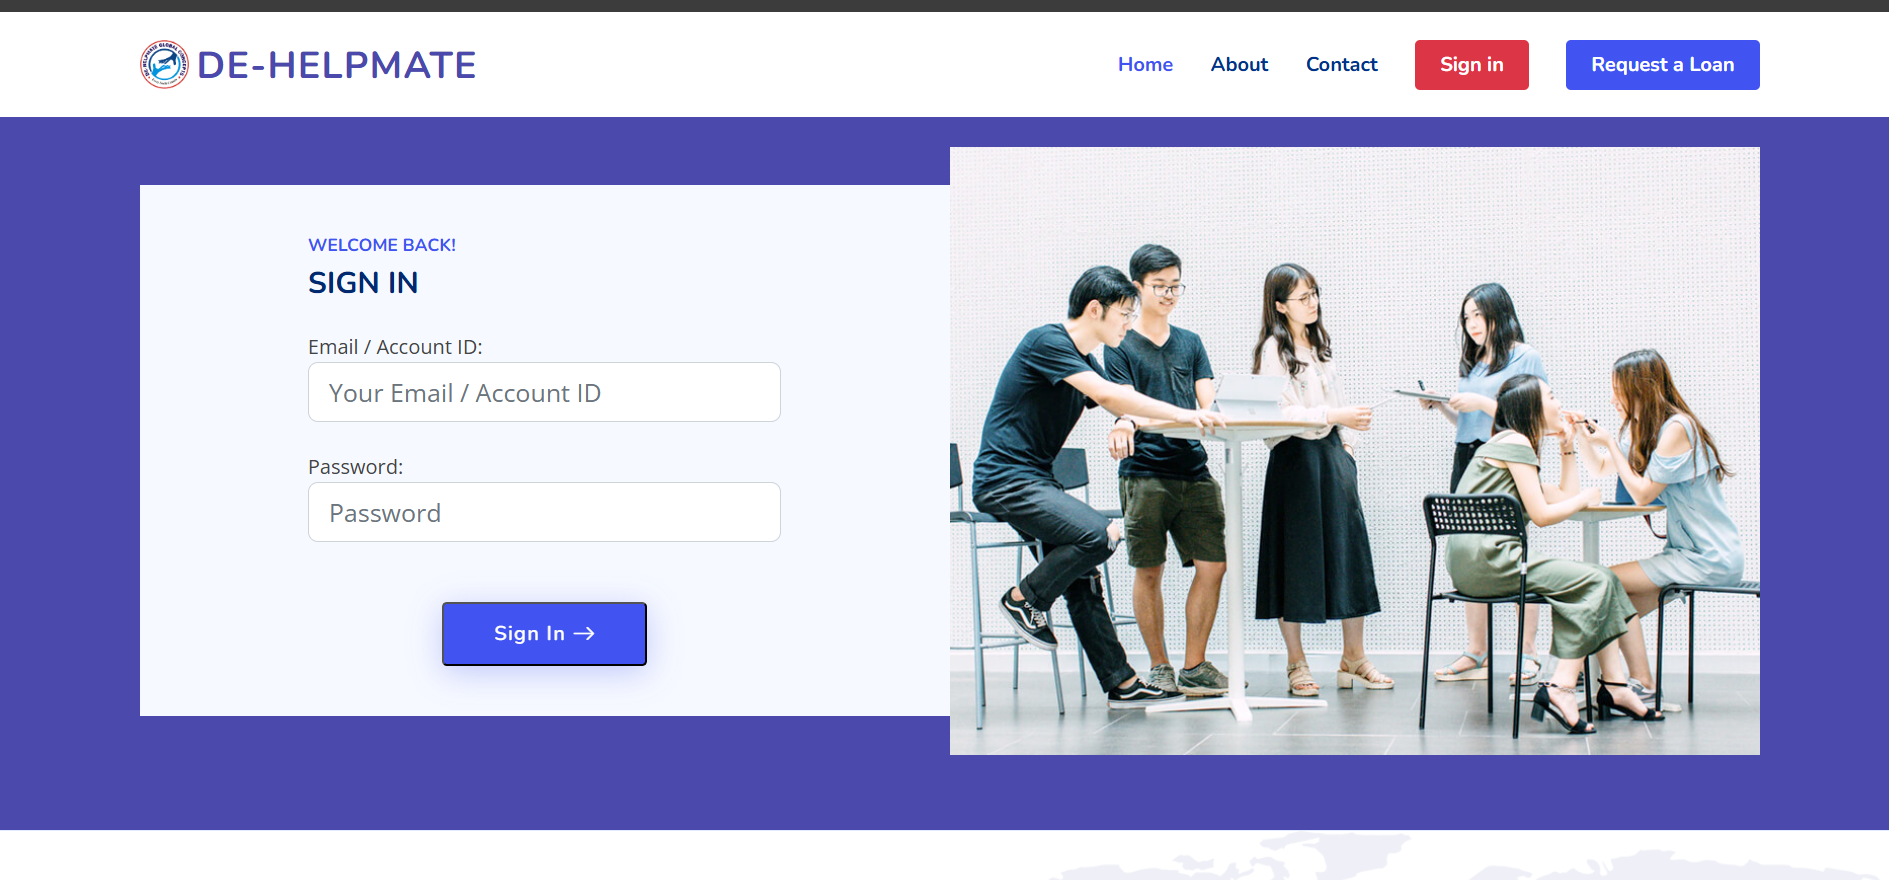 DE-HELPMATE
Home
About
Contact
Sign in
Request a Loan
WELCOME BACK!
SIGN IN
Email / Account ID:
Your Email / Account ID
Password:
Password
Sign In →